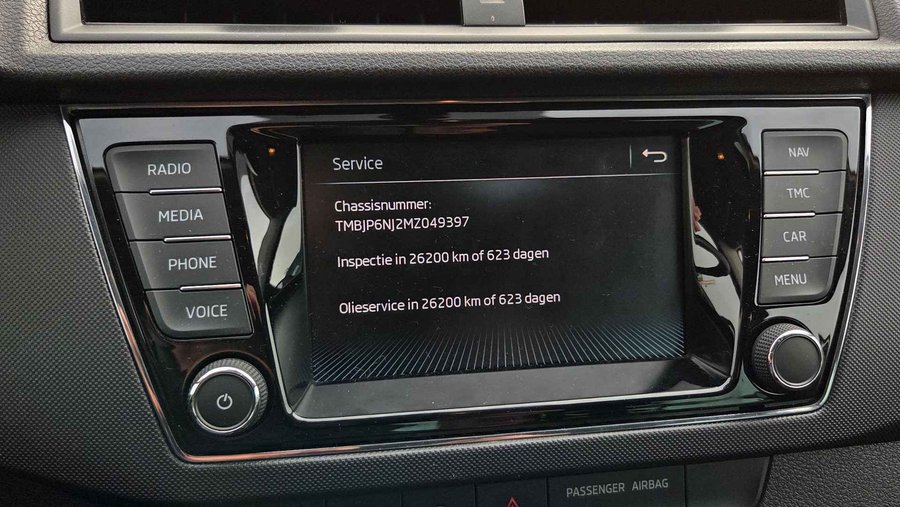 RADIO
MEDIA
PHONE
VOICE
Service
Chassisnummer:
TMBJP6NJ2MZ049397
Inspectie in 26200 km of 623 dagen
Olieservice in 26200 km of 623 dagen
NAV
TMC
CAR
MENU
PASSENGER AIRBAG